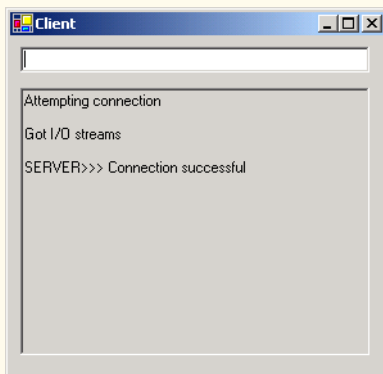 Client
Attempting connection
Got I/O streams
SERVER>>> Connection successful